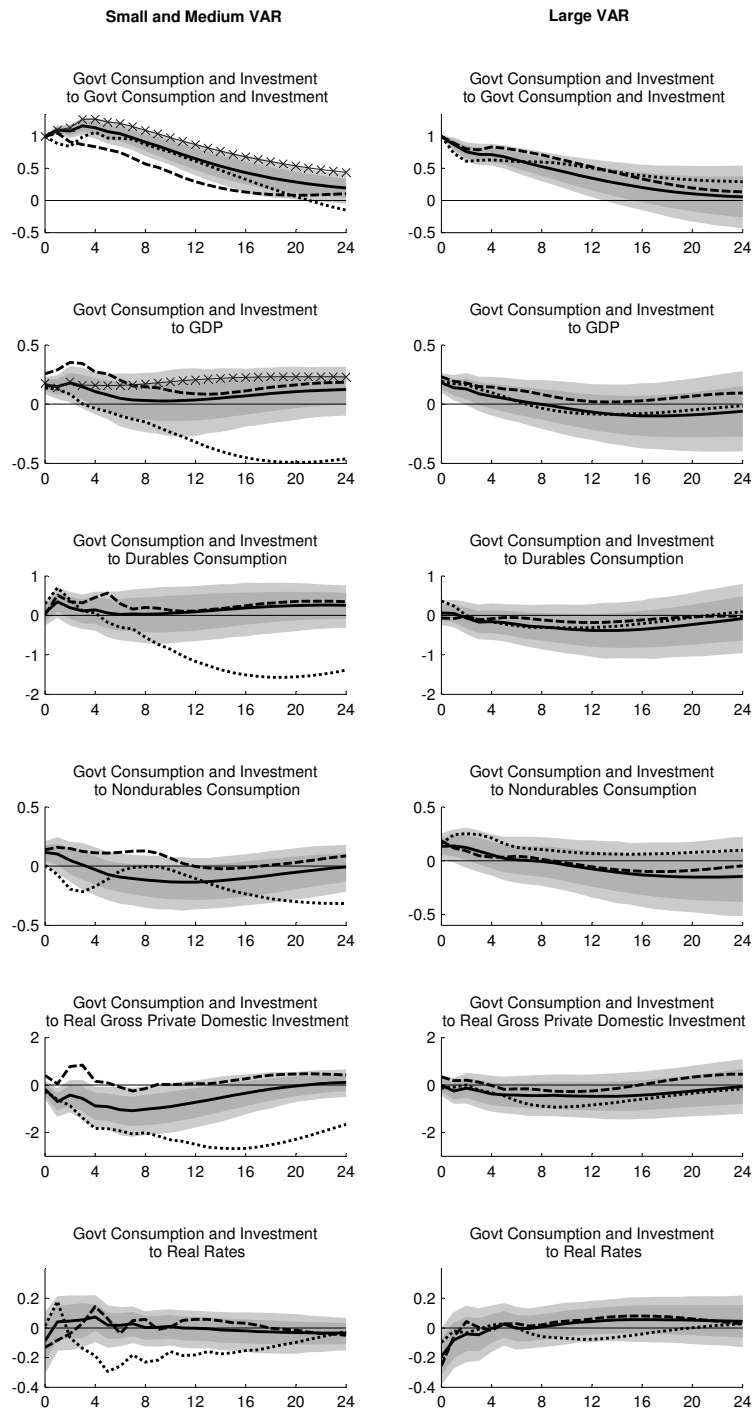 Small and Medium VAR
Large VAR
Govt Consumption and Investment
to Govt Consumption and Investment
1
0.5
0
-0.5
0 4 8 12 16 20 24
Govt Consumption and Investment
to Govt Consumption and Investment
1
0.5
0
-0.5
0 4 8 12 16 20 24
Govt Consumption and Investment
to GDP
0.5
0
-0.5
0 4 8 12 16 20 24
Govt Consumption and Investment
to GDP
0.5
0
-0.5
0 4 8 12 16 20 24
Govt Consumption and Investment
to Durables Consumption
1
0
-1
-2
0 4 8 12 16 20 24
Govt Consumption and Investment
to Durables Consumption
1
0
-1
-2
0 4 8 12 16 20 24
Govt Consumption and Investment
to Nondurables Consumption
0.5
0
-0.5
0 4 8 12 16 20 24
Govt Consumption and Investment
to Nondurables Consumption
0.5
0
-0.5
0 4 8 12 16 20 24
Govt Consumption and Investment
to Real Gross Private Domestic Investment
2
0
-2
0 4 8 12 16 20 24
Govt Consumption and Investment
to Real Gross Private Domestic Investment
2
0
-2
0 4 8 12 16 20 24
Govt Consumption and Investment
to Real Rates
0.2
0
-0.2
-0.4
0 4 8 12 16 20 24
Govt Consumption and Investment
to Real Rates
0.2
0
-0.2
-0.4
0 4 8 12 16 20 24